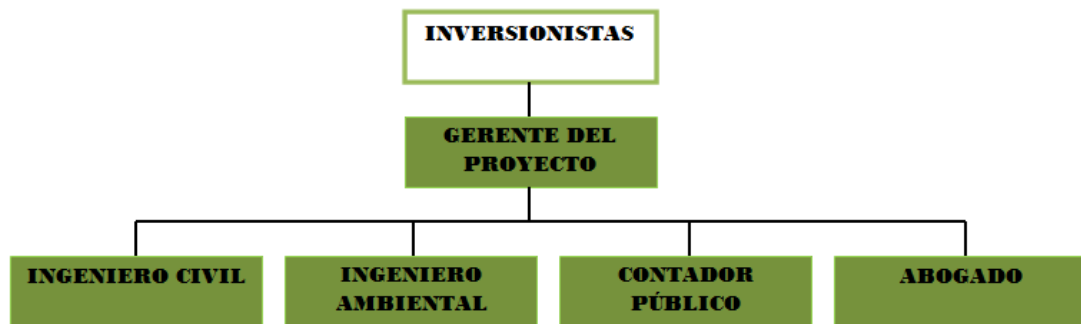 INVERSIONISTAS
GERENTE DEL
PROYECTO
INGENIERO CIVIL
INGENIERO
AMBIENTAL
CONTADOR
PÚBLICO
ABOGADO